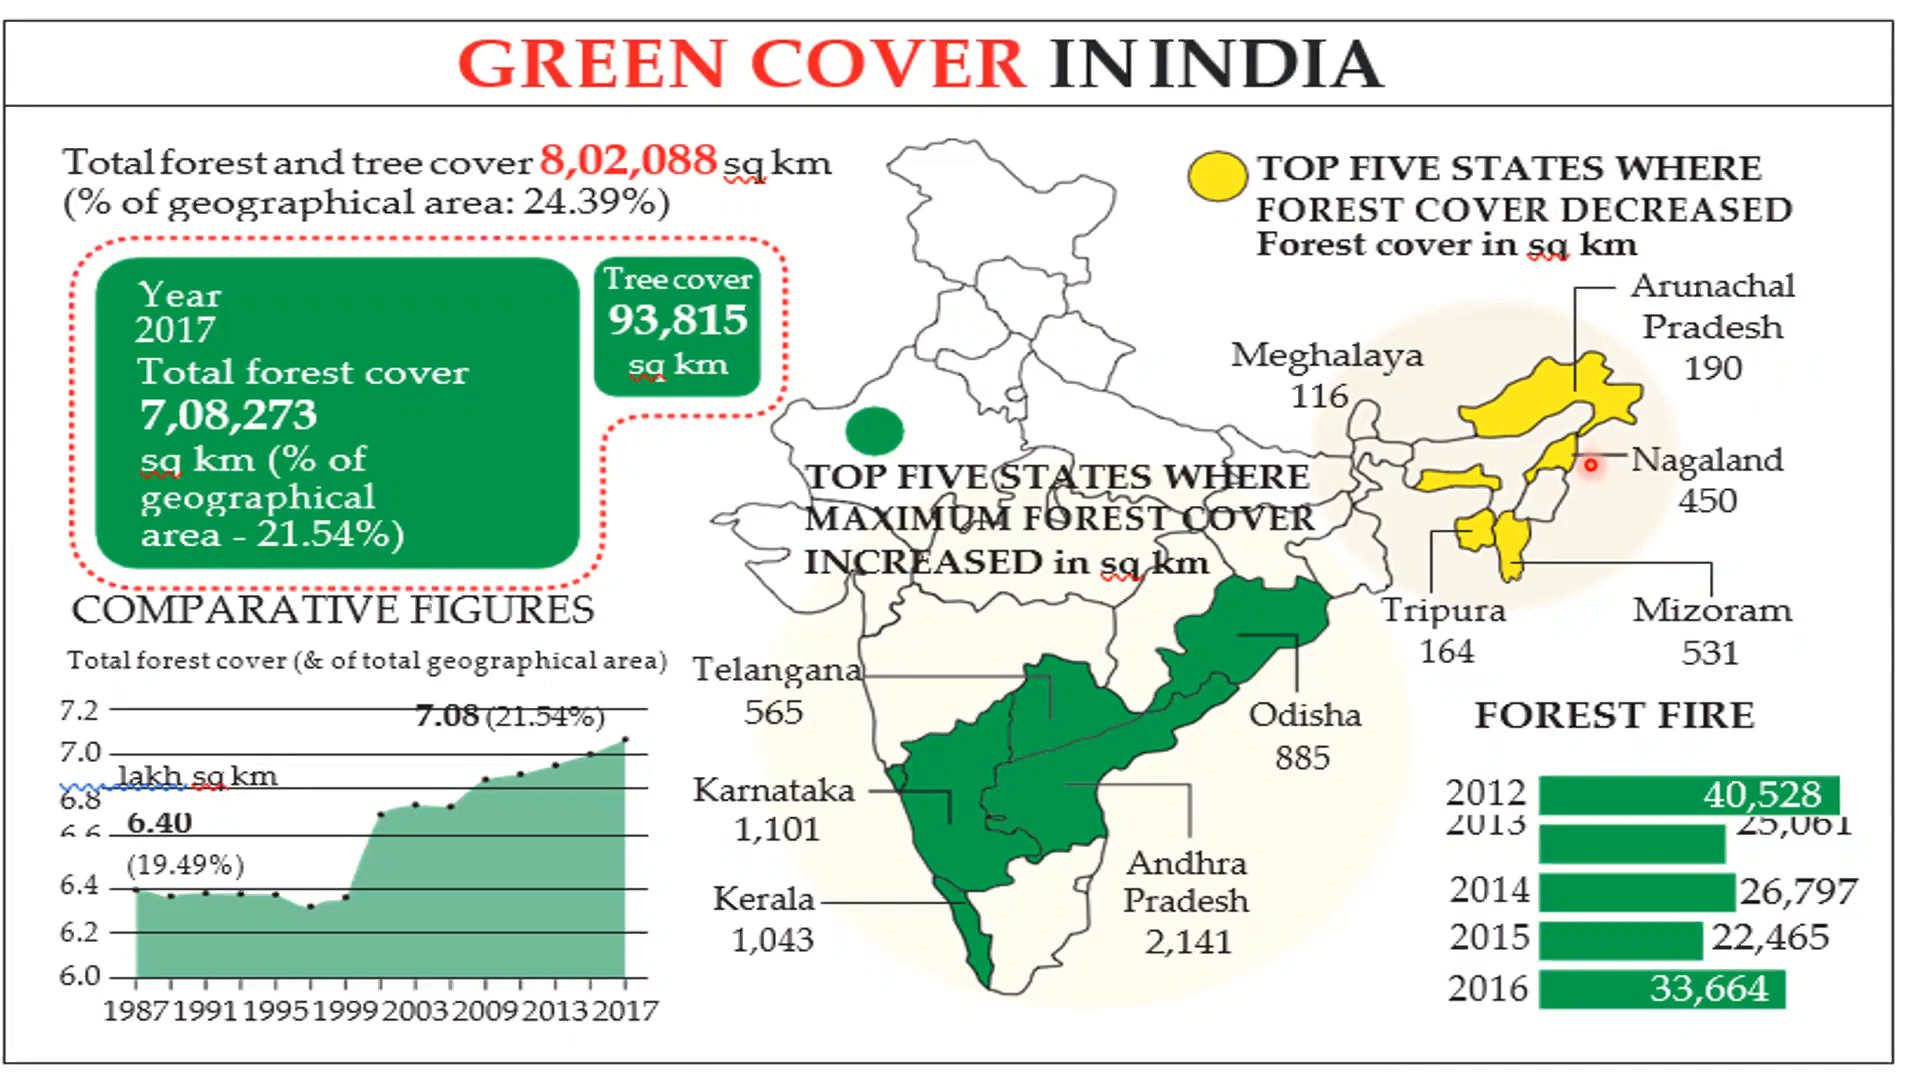 GREEN COVER IN INDIA
Total forest and tree cover 8,02,088 sq km
(% of geographical area: 24.39%)
Year
2017
Total forest cover
7,08,273
sq km (% of
geographical
area - 21.54%)
Tree cover
93,815
sq km
COMPARATIVE FIGURES
Total forest cover (& of total geographical area)
7.2
7.0
6.8
6.6
6.4
6.2
6.0
7.08 (21.54%)
lakh sq km
6.40
(19.49%)
1987 1991 1995 1999 2003 2009 2013 2017
TOP FIVE STATES WHERE
MAXIMUM FOREST COVER
INCREASED in sq km
Telangana
565
Karnataka
1,101
Kerala
1,043
Andhra
Pradesh
2,141
Odisha
885
TOP FIVE STATES WHERE
FOREST COVER DECREASED
Forest cover in sq km
Arunachal
Pradesh
190
Meghalaya
116
Nagaland
450
Tripura
164
Mizoram
531
FOREST FIRE
2012 40,528
2013 25,061
2014 26,797
2015 22,465
2016 33,664